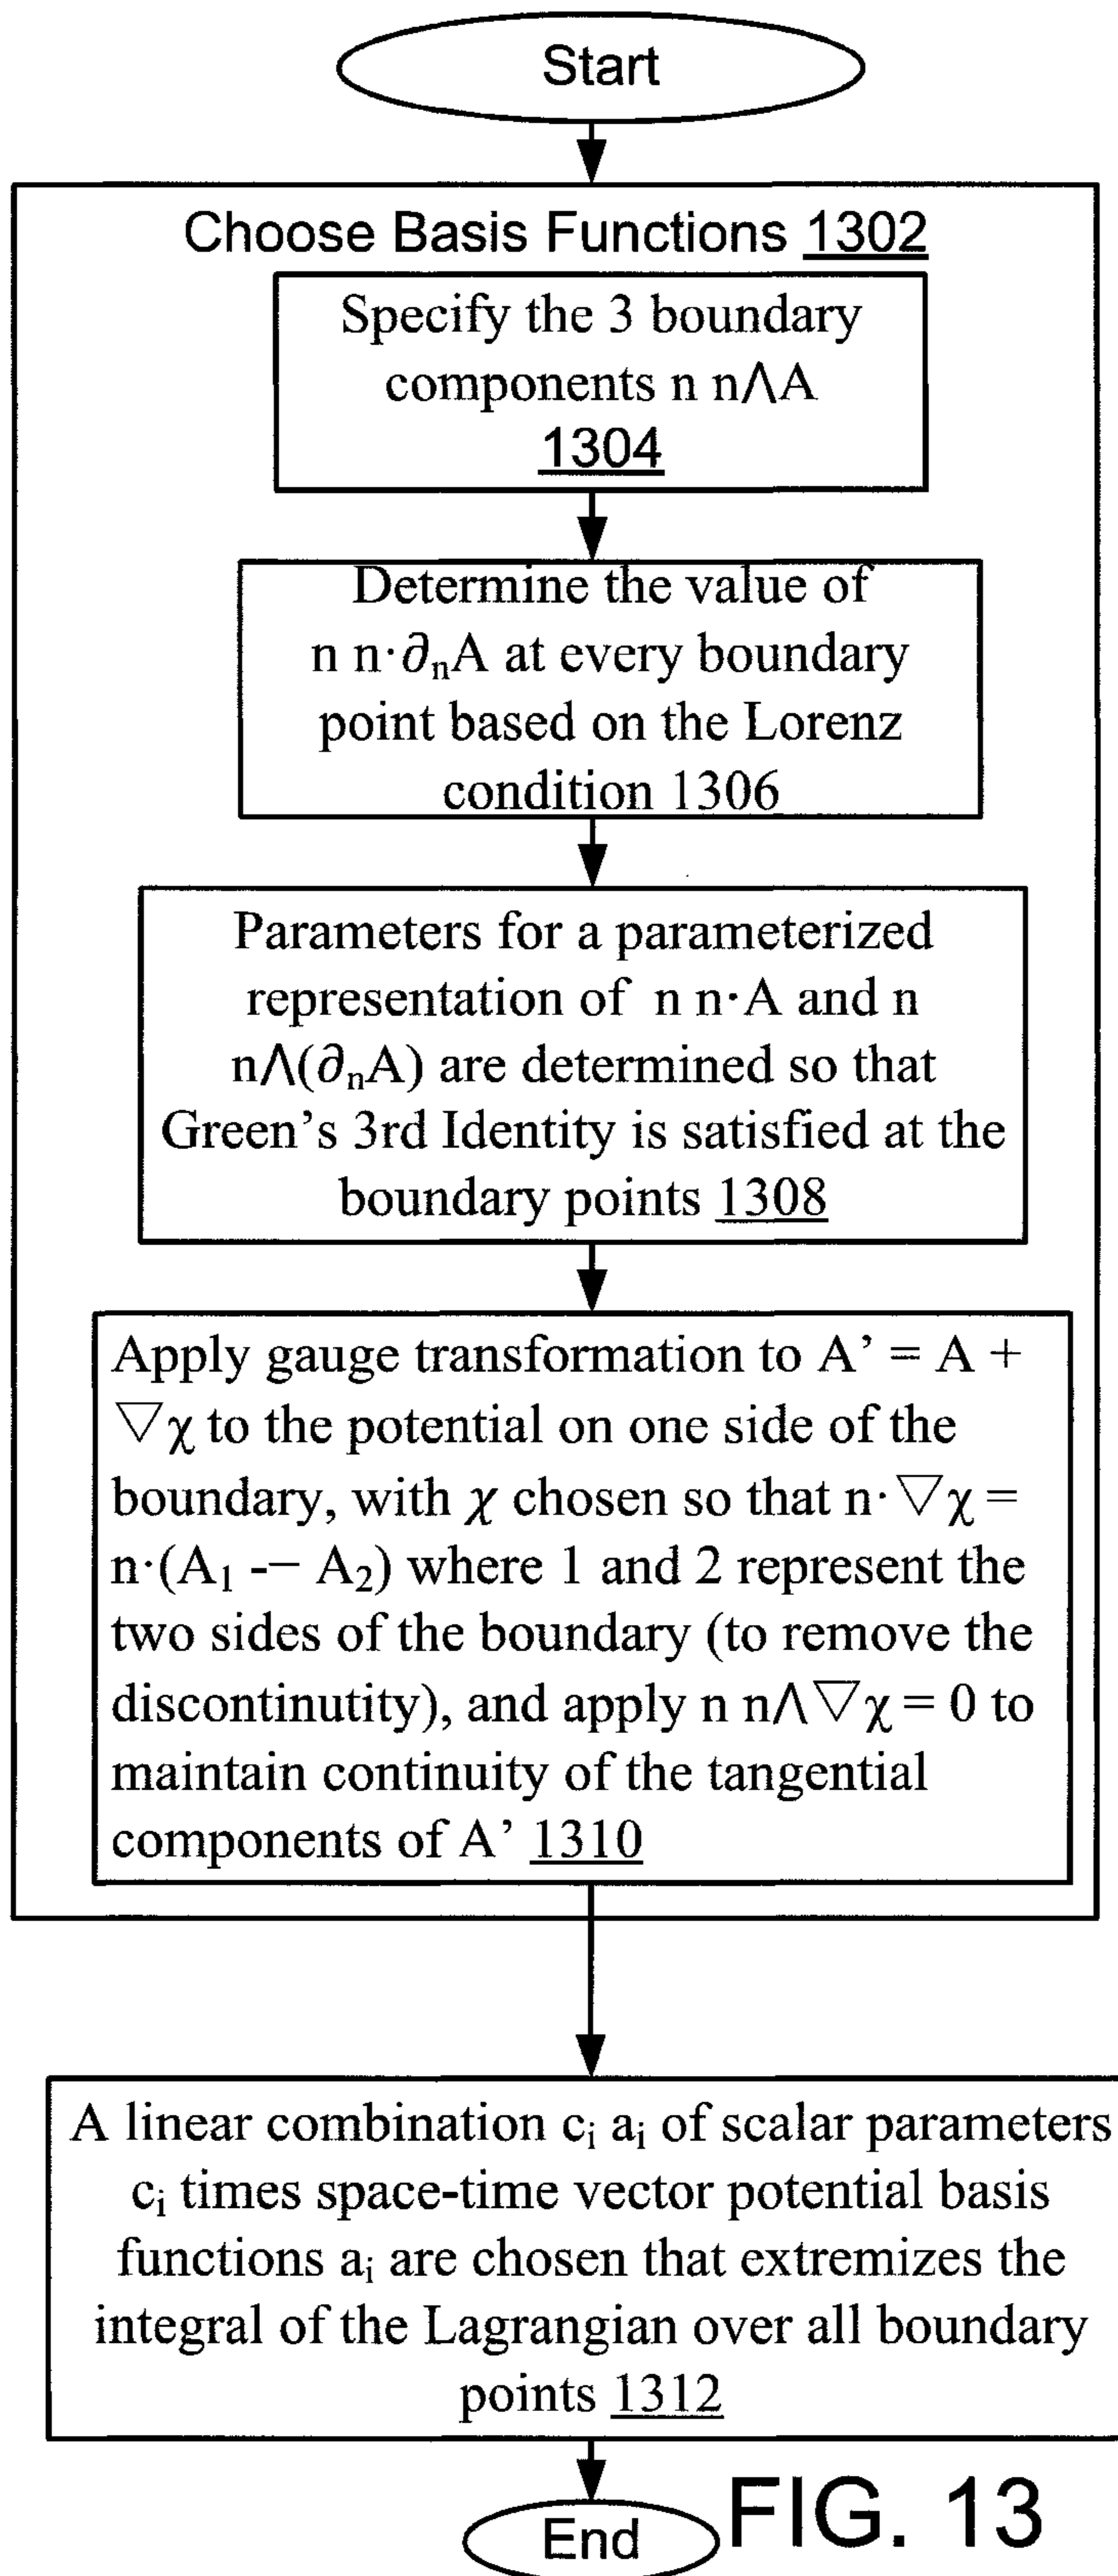 Start
Choose Basis Functions 1302
Specify the 3 boundary
components n n⋀A
1304
Determine the value of
n n·∂ₙA at every boundary
point based on the Lorenz
condition 1306
Parameters for a parameterized
representation of n n·A and n
n⋀(∂ₙA) are determined so that
Green’s 3rd Identity is satisfied at the
boundary points 1308
Apply gauge transformation to A’ = A +
▽χ to the potential on one side of the
boundary, with χ chosen so that n·▽χ =
n·(A₁ -− A₂) where 1 and 2 represent the
two sides of the boundary (to remove the
discontinutity), and apply n n⋀▽χ = 0 to
maintain continuity of the tangential
components of A’ 1310
A linear combination cᵢ aᵢ of scalar parameters
cᵢ times space-time vector potential basis
functions aᵢ are chosen that extremizes the
integral of the Lagrangian over all boundary
points 1312
End
FIG. 13